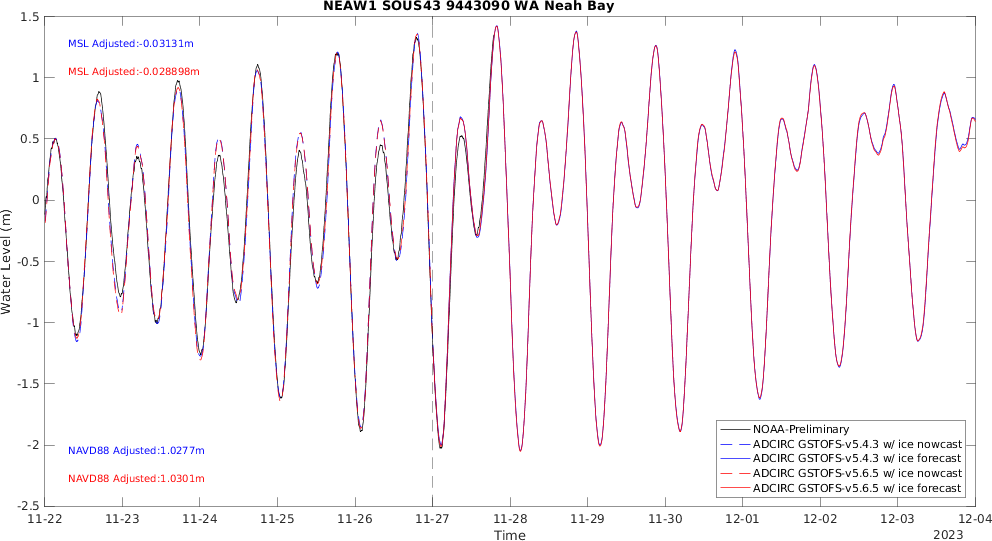 NEAW1 SOUS43 9443090 WA Neah Bay
1.5
1
0.5
0
-0.5
-1
-1.5
-2
-2.5
Water Level (m)
MSL Adjusted:-0.03131m
MSL Adjusted:-0.028898m
NAVD88 Adjusted:1.0277m
NAVD88 Adjusted:1.0301m
NOAA-Preliminary
ADCIRC GSTOFS-v5.4.3 w/ ice nowcast
ADCIRC GSTOFS-v5.4.3 w/ ice forecast
ADCIRC GSTOFS-v5.6.5 w/ ice nowcast
ADCIRC GSTOFS-v5.6.5 w/ ice forecast
11-22 11-23 11-24 11-25 11-26 11-27 11-28 11-29 11-30 12-01 12-02 12-03 12-04
Time
2023